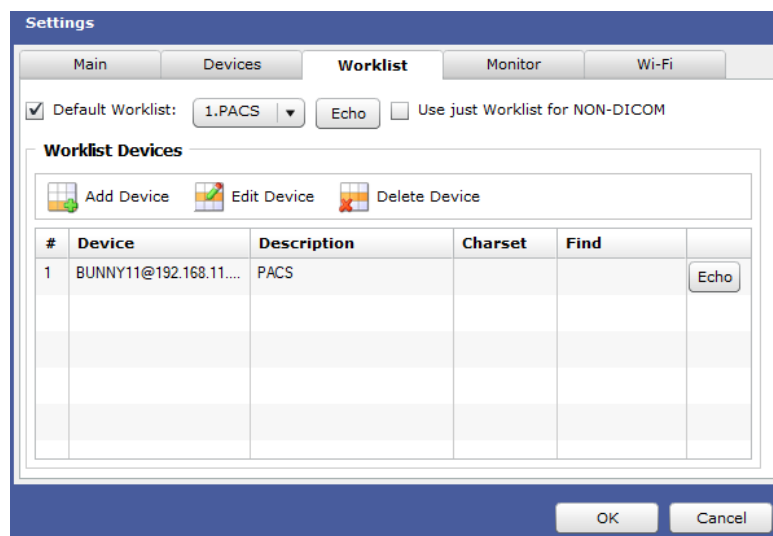 Settings
Main Devices Worklist Monitor Wi-Fi
Default Worklist: 1.PACS Echo Use just Worklist for NON-DICOM
Worklist Devices
Add Device Edit Device Delete Device
# Device Description Charset Find
1 BUNNY11@192.168.11.... PACS Echo
OK Cancel